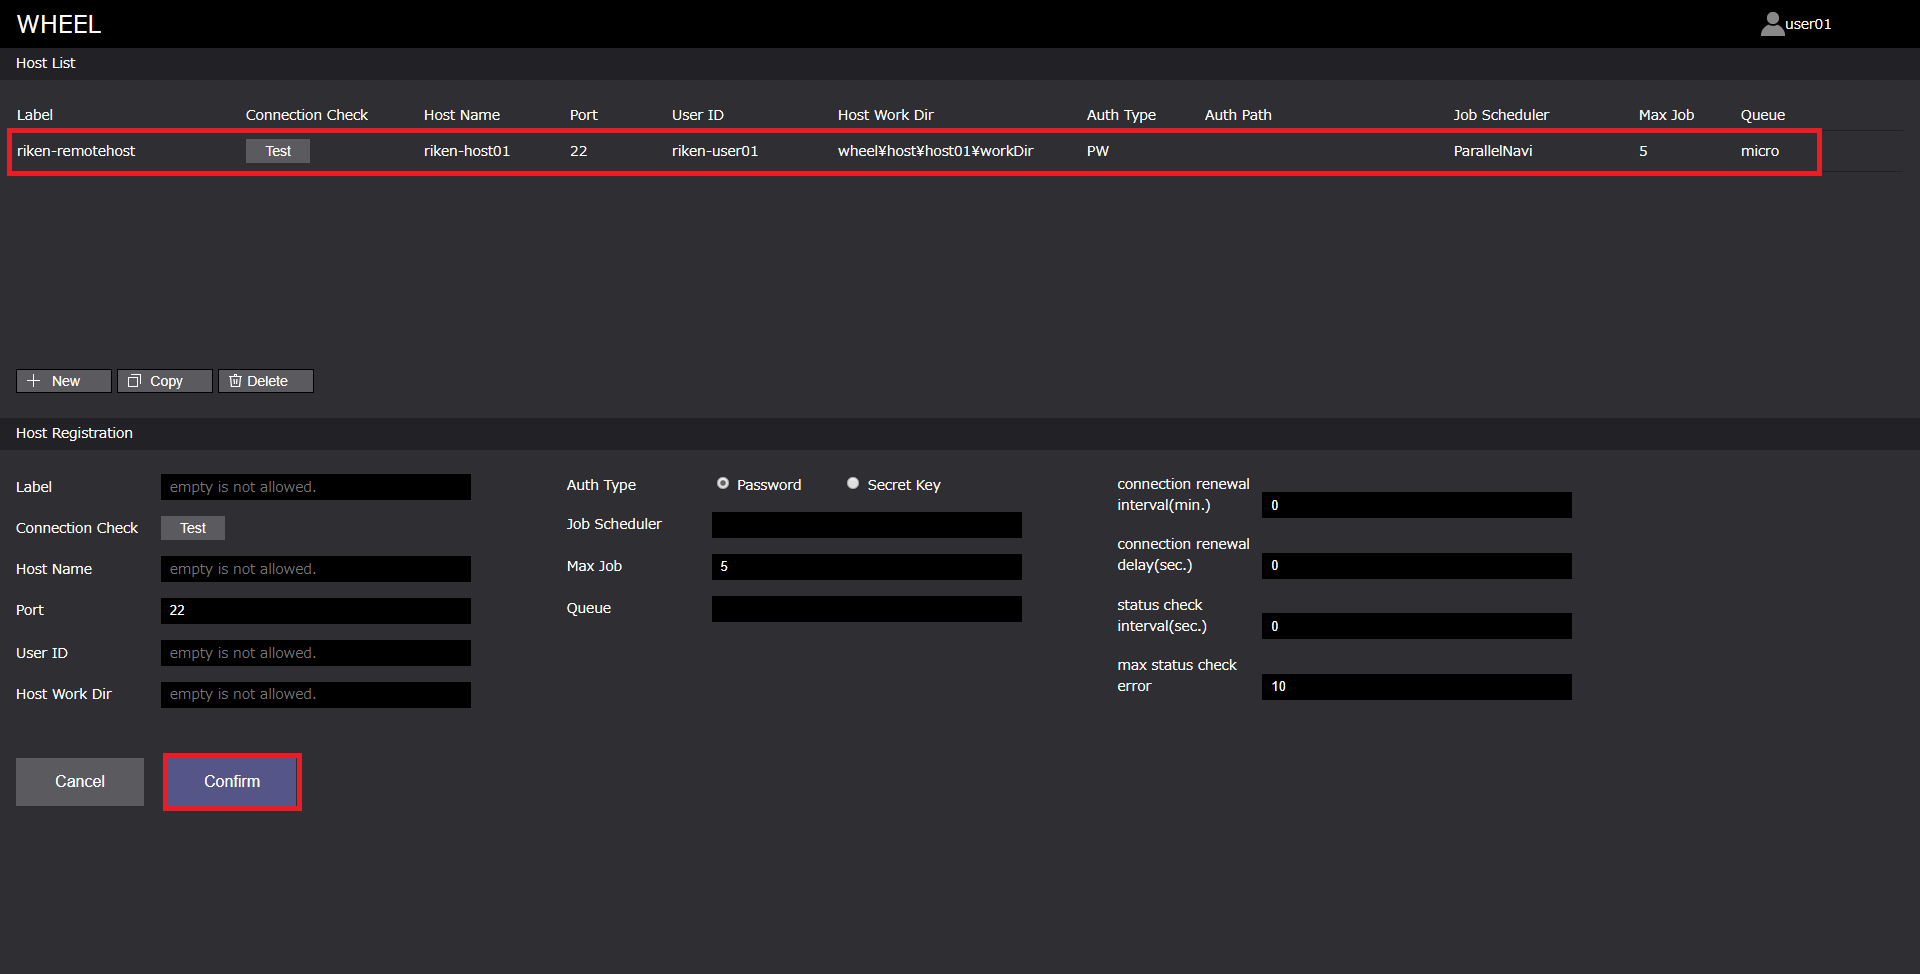 WHEEL
user01
Host List
Label Connection Check Host Name Port User ID Host Work Dir Auth Type Auth Path Job Scheduler Max Job Queue
riken-remotehost Test riken-host01 22 riken-user01 wheel¥host¥host01¥workDir PW ParallelNavi 5 micro
New Copy Delete
Host Registration
Label empty is not allowed.
Connection Check Test
Host Name empty is not allowed.
Port 22
User ID empty is not allowed.
Host Work Dir empty is not allowed.
Auth Type Password Secret Key
Job Scheduler
Max Job 5
Queue
connection renewal
interval(min.) 0
connection renewal
delay(sec.) 0
status check
interval(sec.) 0
max status check
error 10
Cancel Confirm